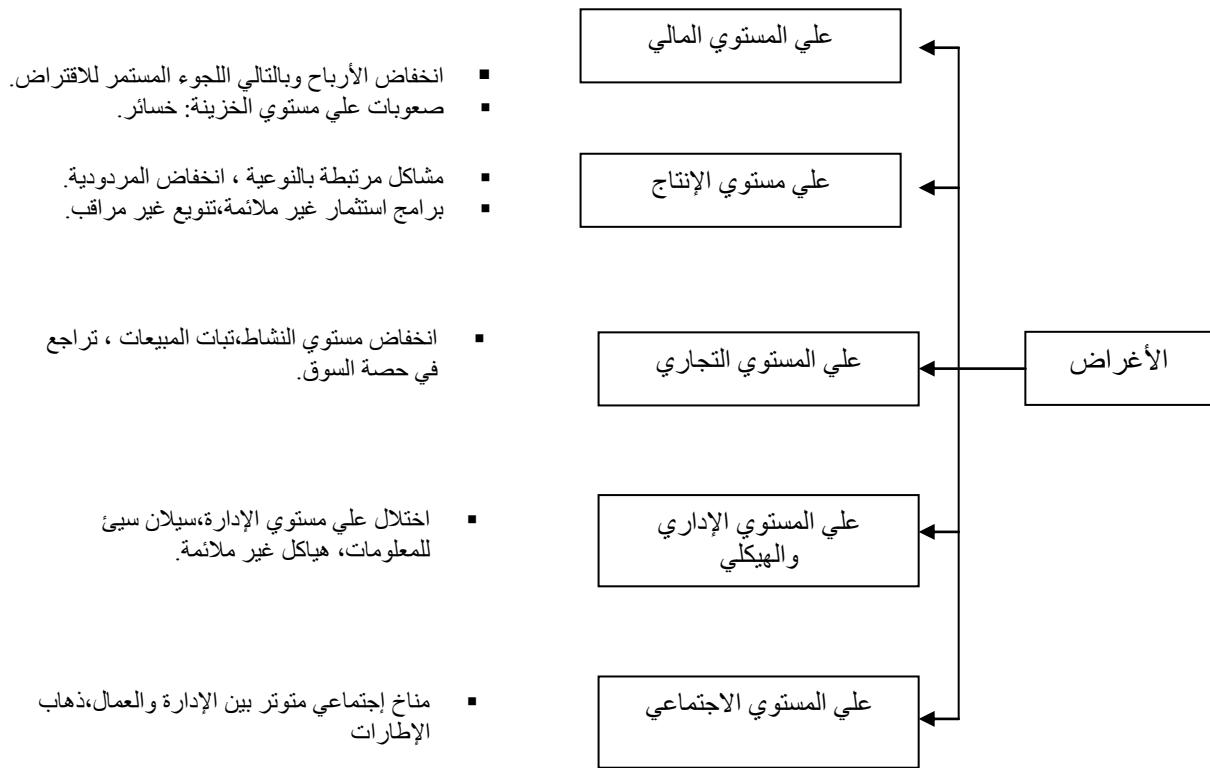 الأغراض
علي المستوي المالي
▪ انخفاض الأرباح وبالتالي اللجوء المستمر للاقتراض.
▪ صعوبات علي مستوي الخزينة: خسائر.
علي مستوي الإنتاج
▪ مشاكل مرتبطة بالنوعية ، انخفاض المردودية.
▪ برامج استثمار غير ملائمة،تنويع غير مراقب.
علي المستوي التجاري
▪ انخفاض مستوي النشاط،تبات المبيعات ، تراجع
في حصة السوق.
علي المستوي الإداري
والهيكلي
▪ اختلال علي مستوي الإدارة،سيلان سيئ
للمعلومات، هياكل غير ملائمة.
علي المستوي الاجتماعي
▪ مناخ إجتماعي متوتر بين الإدارة والعمال،ذهاب
الإطارات